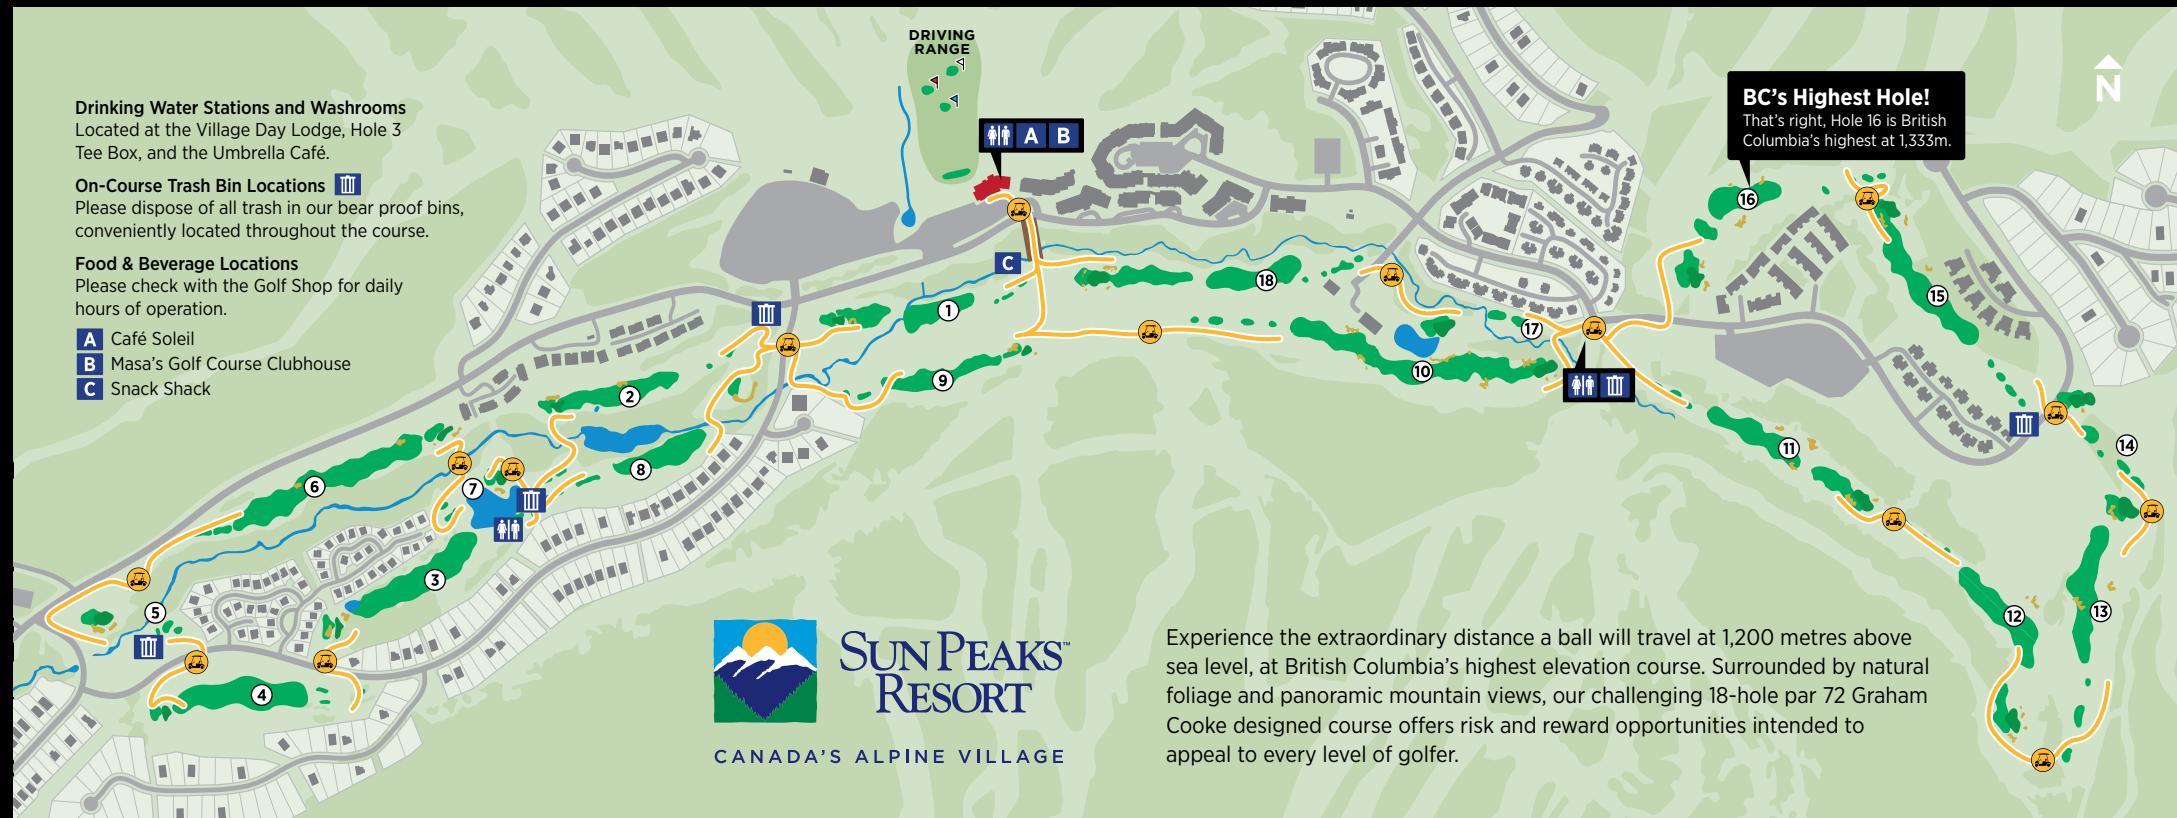 DRIVING
RANGE
Drinking Water Stations and Washrooms
Located at the Village Day Lodge, Hole 3
Tee Box, and the Umbrella Café.
On-Course Trash Bin Locations
Please dispose of all trash in our bear proof bins,
conveniently located throughout the course.
Food & Beverage Locations
Please check with the Golf Shop for daily
hours of operation.
A Café Soleil
B Masa's Golf Course Clubhouse
C Snack Shack
A B
C
BC's Highest Hole!
That's right, Hole 16 is British
Columbia's highest at 1,333m.
N
1
2
3
4
5
6
7
8
9
10
11
12
13
14
15
16
17
18
SUN PEAKS™
RESORT
CANADA'S ALPINE VILLAGE
Experience the extraordinary distance a ball will travel at 1,200 metres above
sea level, at British Columbia's highest elevation course. Surrounded by natural
foliage and panoramic mountain views, our challenging 18-hole par 72 Graham
Cooke designed course offers risk and reward opportunities intended to
appeal to every level of golfer.